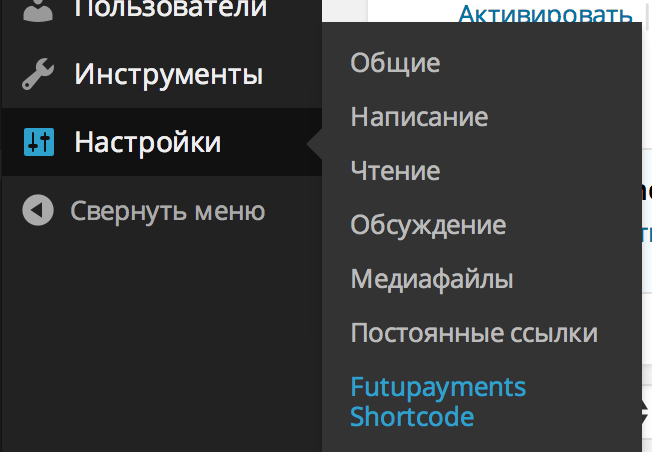 Пользователи
Инструменты
Настройки
Свернуть меню
Активировать
Общие
Написание
Чтение
Обсуждение
Медиафайлы
Постоянные ссылки
Futupayments
Shortcode